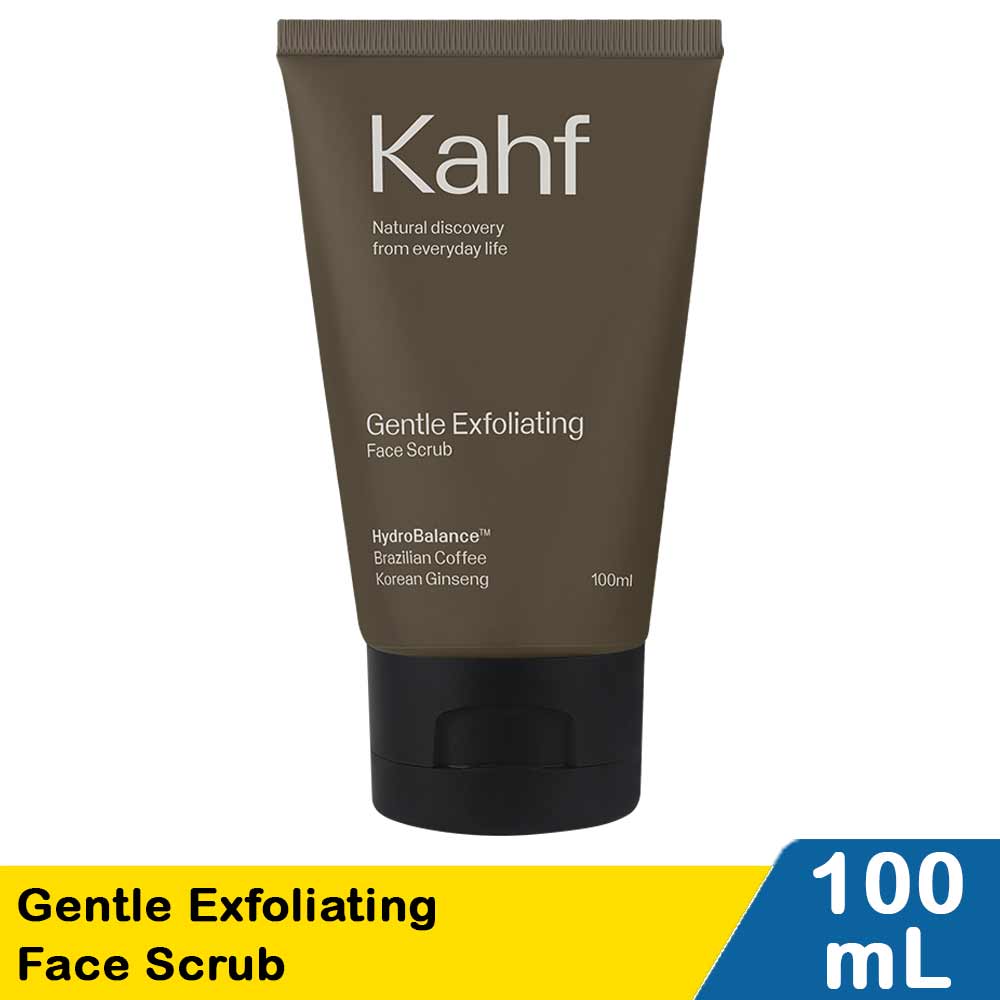 Kahf
Natural discovery
from everyday life
Gentle Exfoliating
Face Scrub
HydroBalance™
Brazilian Coffee
Korean Ginseng
100ml
Gentle Exfoliating
Face Scrub
100
mL